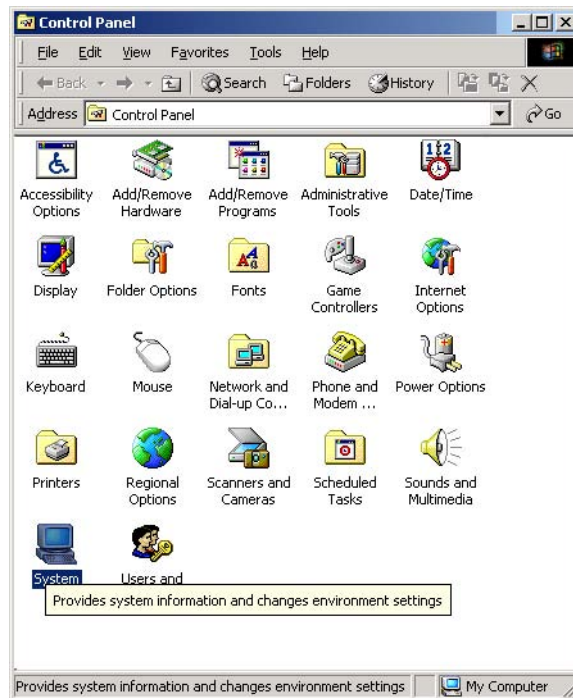 Control Panel
File Edit View Favorites Tools Help
Back Search Folders History
Address Control Panel Go
Accessibility Options
Add/Remove Hardware
Add/Remove Programs
Administrative Tools
Date/Time
Display
Folder Options
Fonts
Game Controllers
Internet Options
Keyboard
Mouse
Network and Dial-up Co...
Phone and Modem ...
Power Options
Printers
Regional Options
Scanners and Cameras
Scheduled Tasks
Sounds and Multimedia
System
Users and
Provides system information and changes environment settings
Provides system information and changes environment settings My Computer